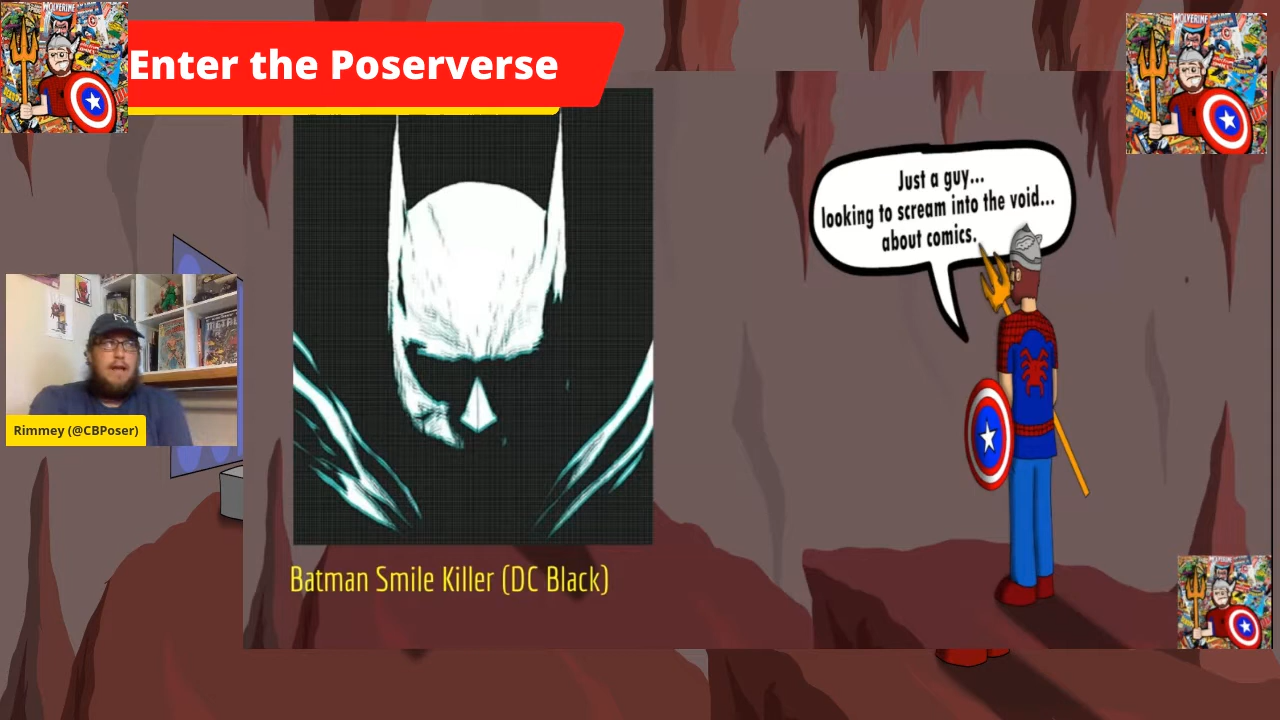 Enter the Poserverse
Just a guy...
looking to scream into the void...
about comics.
Rimmey (@CBPoser)
Batman Smile Killer (DC Black)